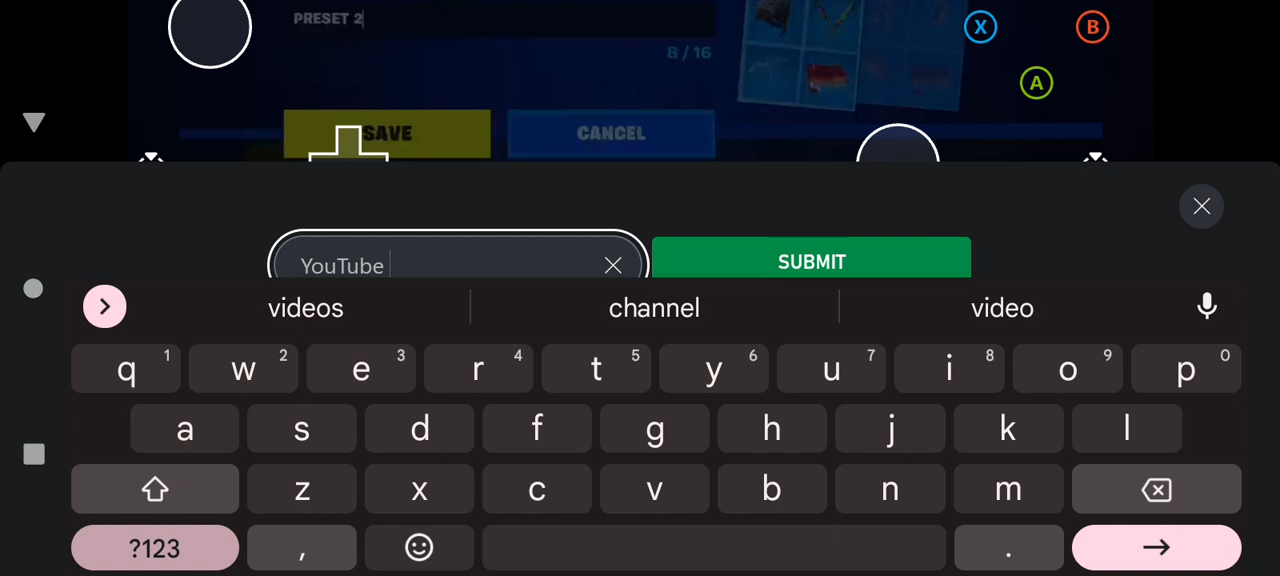 PRESET 2
8 / 16
X
B
A
SAVE
CANCEL
YouTube
SUBMIT
videos
channel
video
q 1 w 2 e 3 r 4 t 5 y 6 u 7 i 8 o 9 p 0
a s d f g h j k l
z x c v b n m
?123 , .